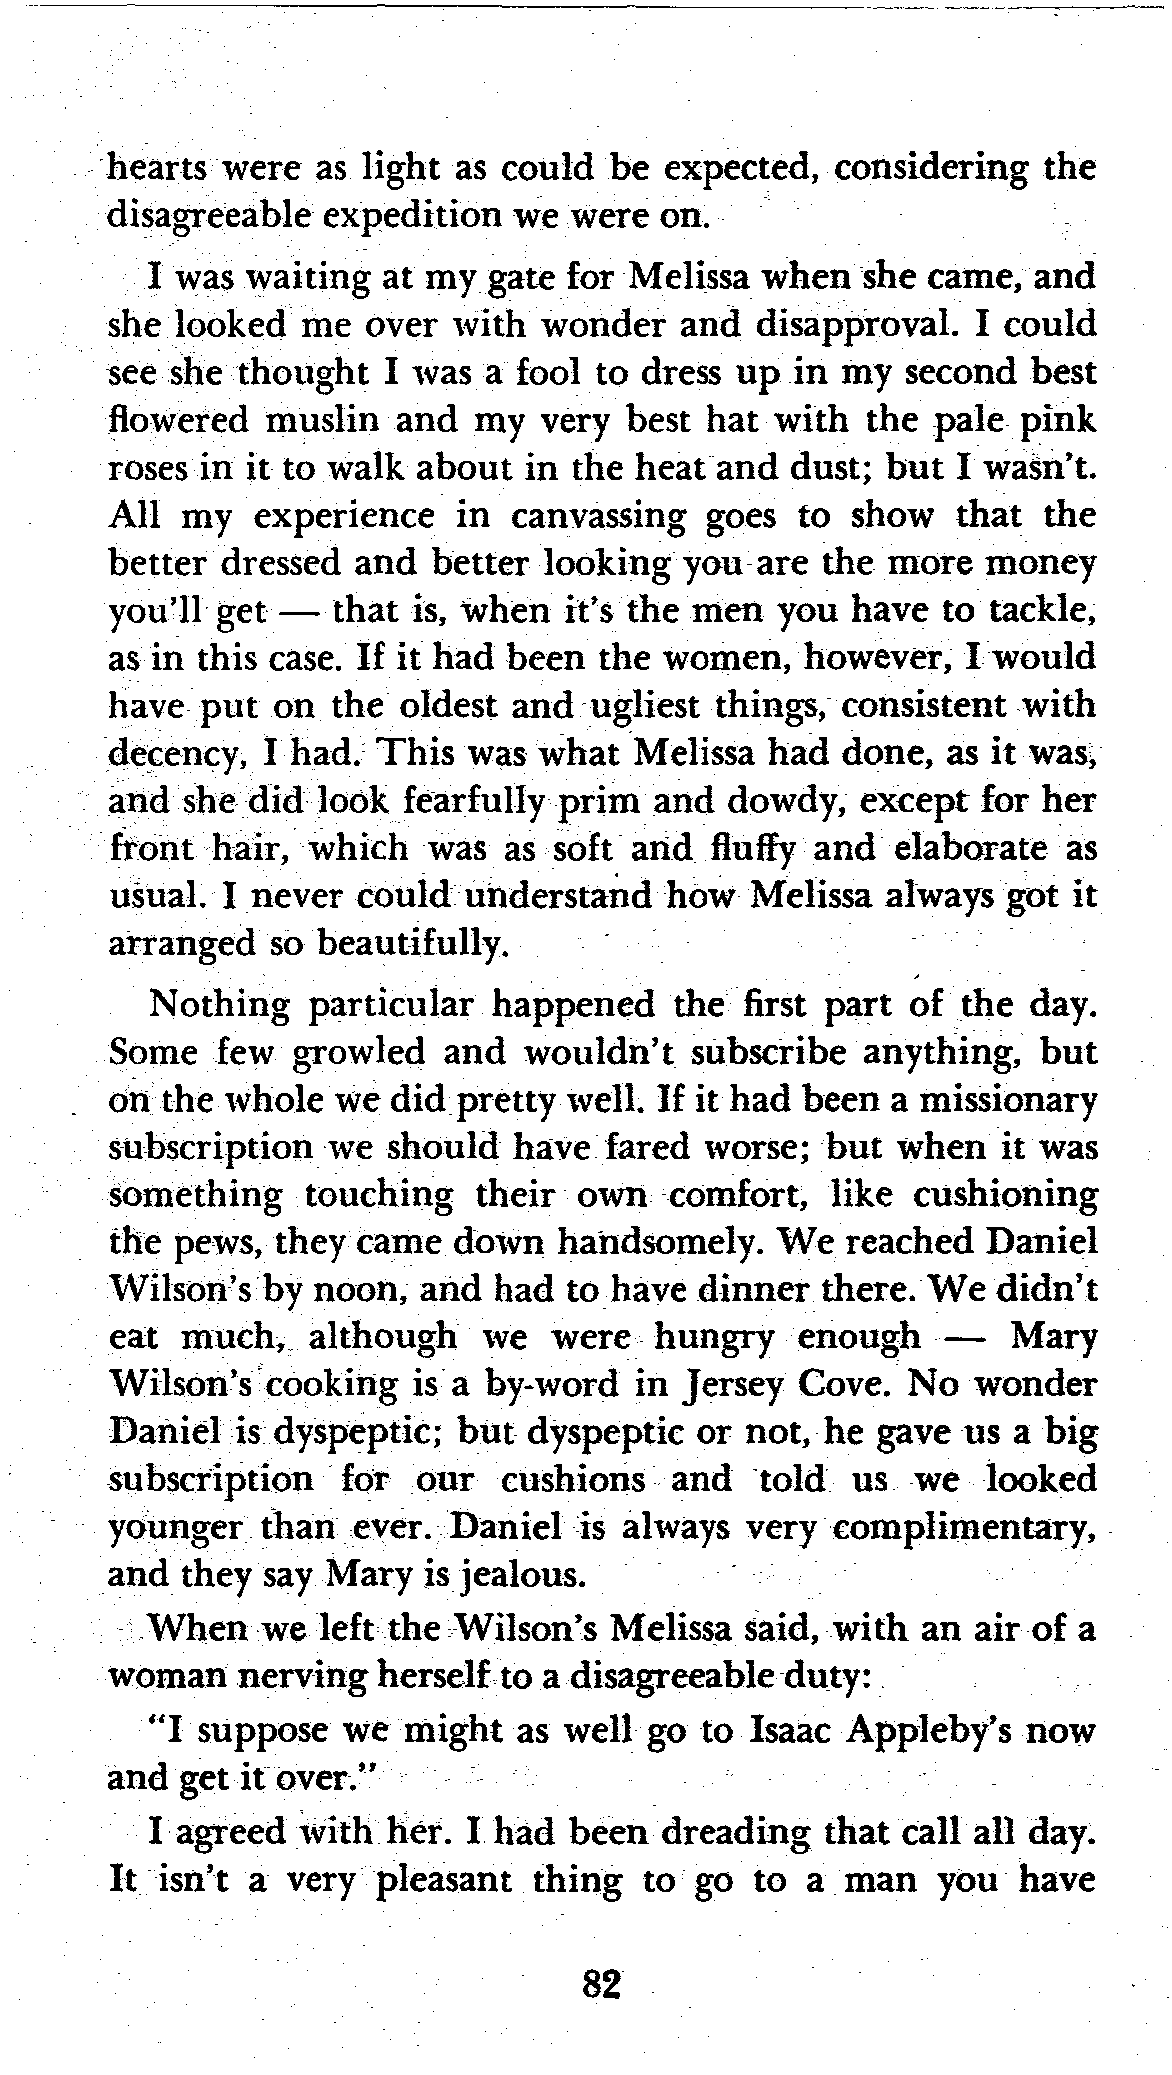 hearts were as light as could be expected, considering the
disagreeable expedition we were on.
I was waiting at my gate for Melissa when she came, and
she looked me over with wonder and disapproval. I could
see she thought I was a fool to dress up in my second best
flowered muslin and my very best hat with the pale pink
roses in it to walk about in the heat and dust; but I wasn't.
All my experience in canvassing goes to show that the
better dressed and better looking you are the more money
you'll get — that is, when it's the men you have to tackle,
as in this case. If it had been the women, however, I would
have put on the oldest and ugliest things, consistent with
decency, I had. This was what Melissa had done, as it was,
and she did look fearfully prim and dowdy, except for her
front hair, which was as soft and fluffy and elaborate as
usual. I never could understand how Melissa always got it
arranged so beautifully.
Nothing particular happened the first part of the day.
Some few growled and wouldn't subscribe anything, but
on the whole we did pretty well. If it had been a missionary
subscription we should have fared worse; but when it was
something touching their own comfort, like cushioning
the pews, they came down handsomely. We reached Daniel
Wilson's by noon, and had to have dinner there. We didn't
eat much, although we were hungry enough — Mary
Wilson's cooking is a by-word in Jersey Cove. No wonder
Daniel is dyspeptic; but dyspeptic or not, he gave us a big
subscription for our cushions and told us we looked
younger than ever. Daniel is always very complimentary,
and they say Mary is jealous.
When we left the Wilson's Melissa said, with an air of a
woman nerving herself to a disagreeable duty:
"I suppose we might as well go to Isaac Appleby's now
and get it over."
I agreed with her. I had been dreading that call all day.
It isn't a very pleasant thing to go to a man you have
82